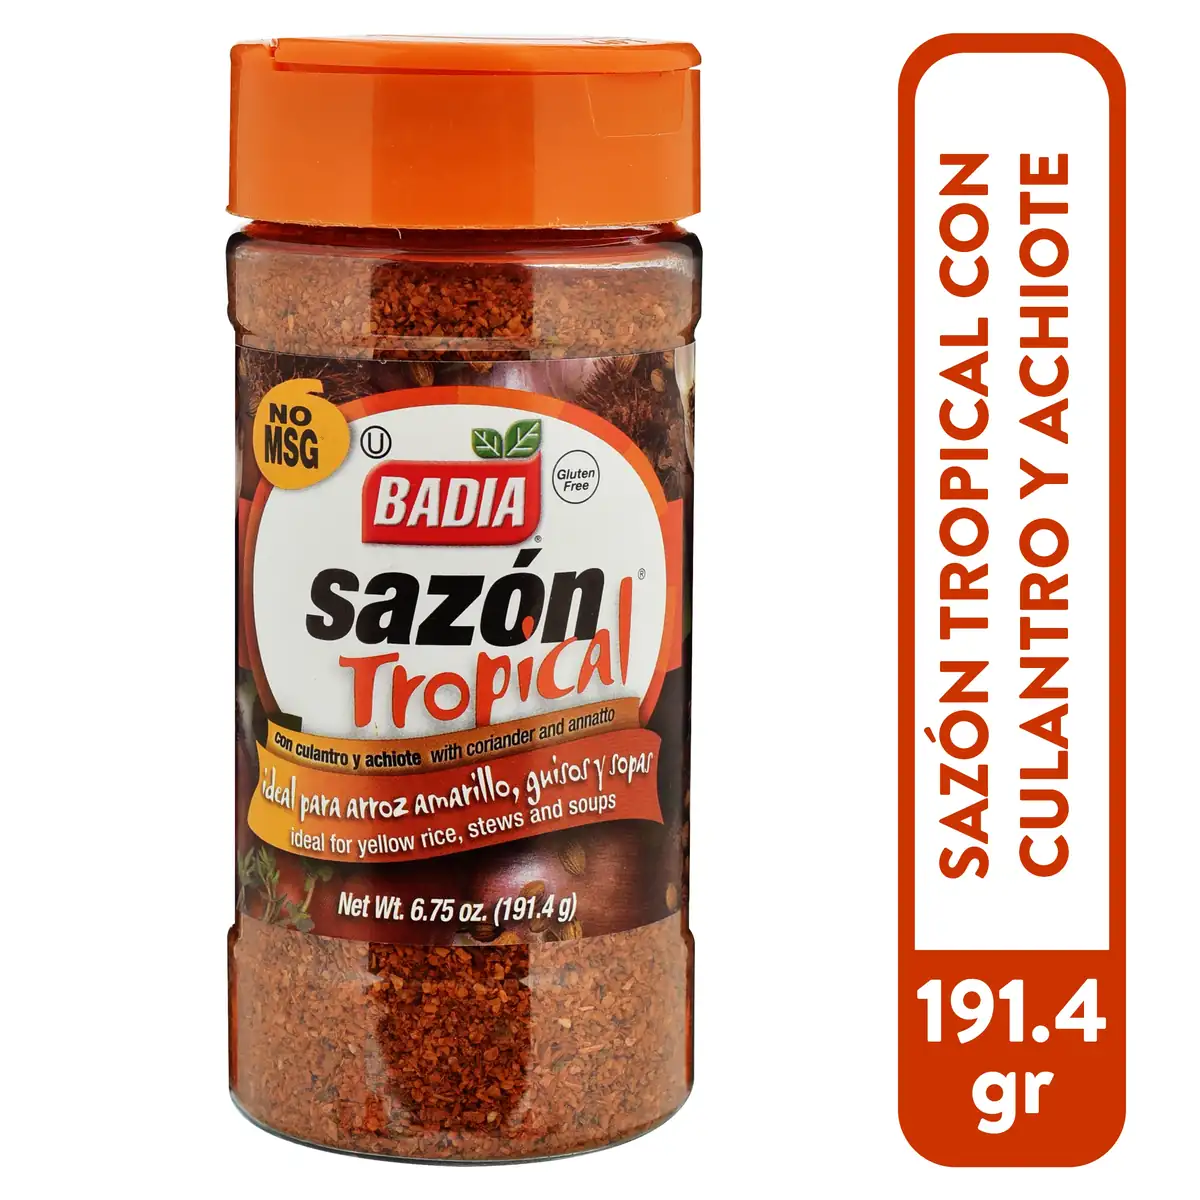 NO
MSG
U
BADIA®
Gluten
Free
sazón®
Tropical
con culantro y achiote with coriander and annatto
ideal para arroz amarillo, guisos y sopas
ideal for yellow rice, stews and soups
Net Wt. 6.75 oz. (191.4 g)
SAZÓN TROPICAL CON
CULANTRO Y ACHIOTE
191.4
gr